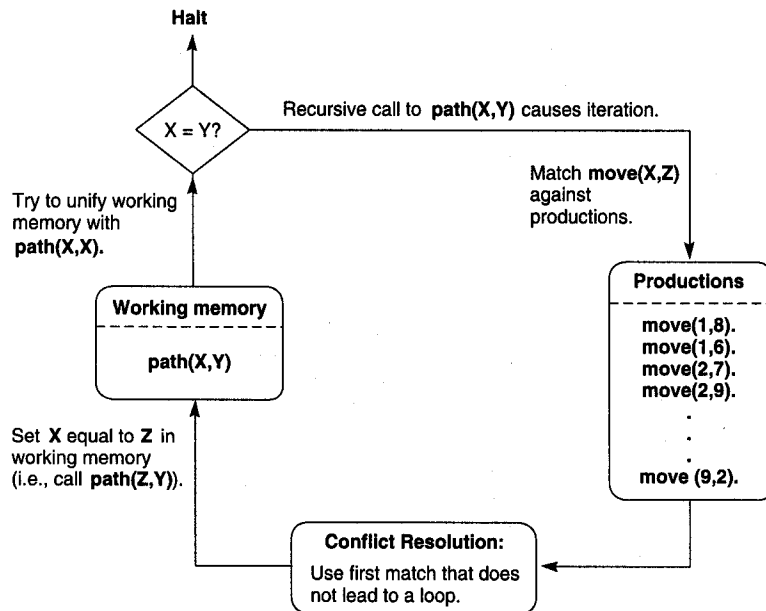 Halt
X = Y?
Recursive call to path(X,Y) causes iteration.
Match move(X,Z)
against
productions.
Try to unify working
memory with
path(X,X).
Working memory
path(X,Y)
Productions
move(1,8).
move(1,6).
move(2,7).
move(2,9).
.
.
.
move (9,2).
Set X equal to Z in
working memory
(i.e., call path(Z,Y)).
Conflict Resolution:
Use first match that does
not lead to a loop.